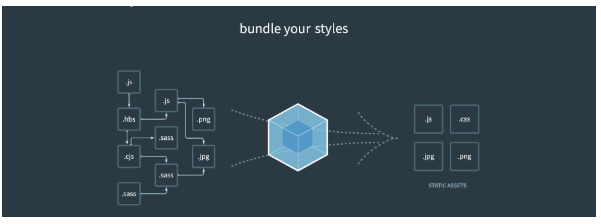 bundle your styles
.js
.js
.hbs
.png
.sass
.cjs
.jpg
.sass
.sass
.js
.css
.jpg
.png
STATIC ASSETS